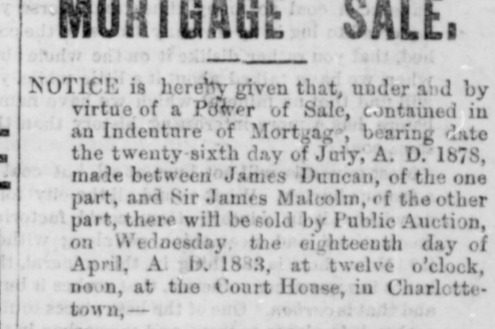 MORTGAGE SALE.
NOTICE is hereby given that, under and by
virtue of a Power of Sale, contained in
an Indenture of Mortgag, bearing date
the twenty-sixth day of July, A. D. 1878,
made between James Duncan, of the one
part, and Sir James Malcolm, of the other
part, there will be sold by Public Auction,
on Wednesday, the eighteenth day of
April, A. D. 1883, at twelve o'clock,
noon, at the Court House, in Charlotte-
town,—